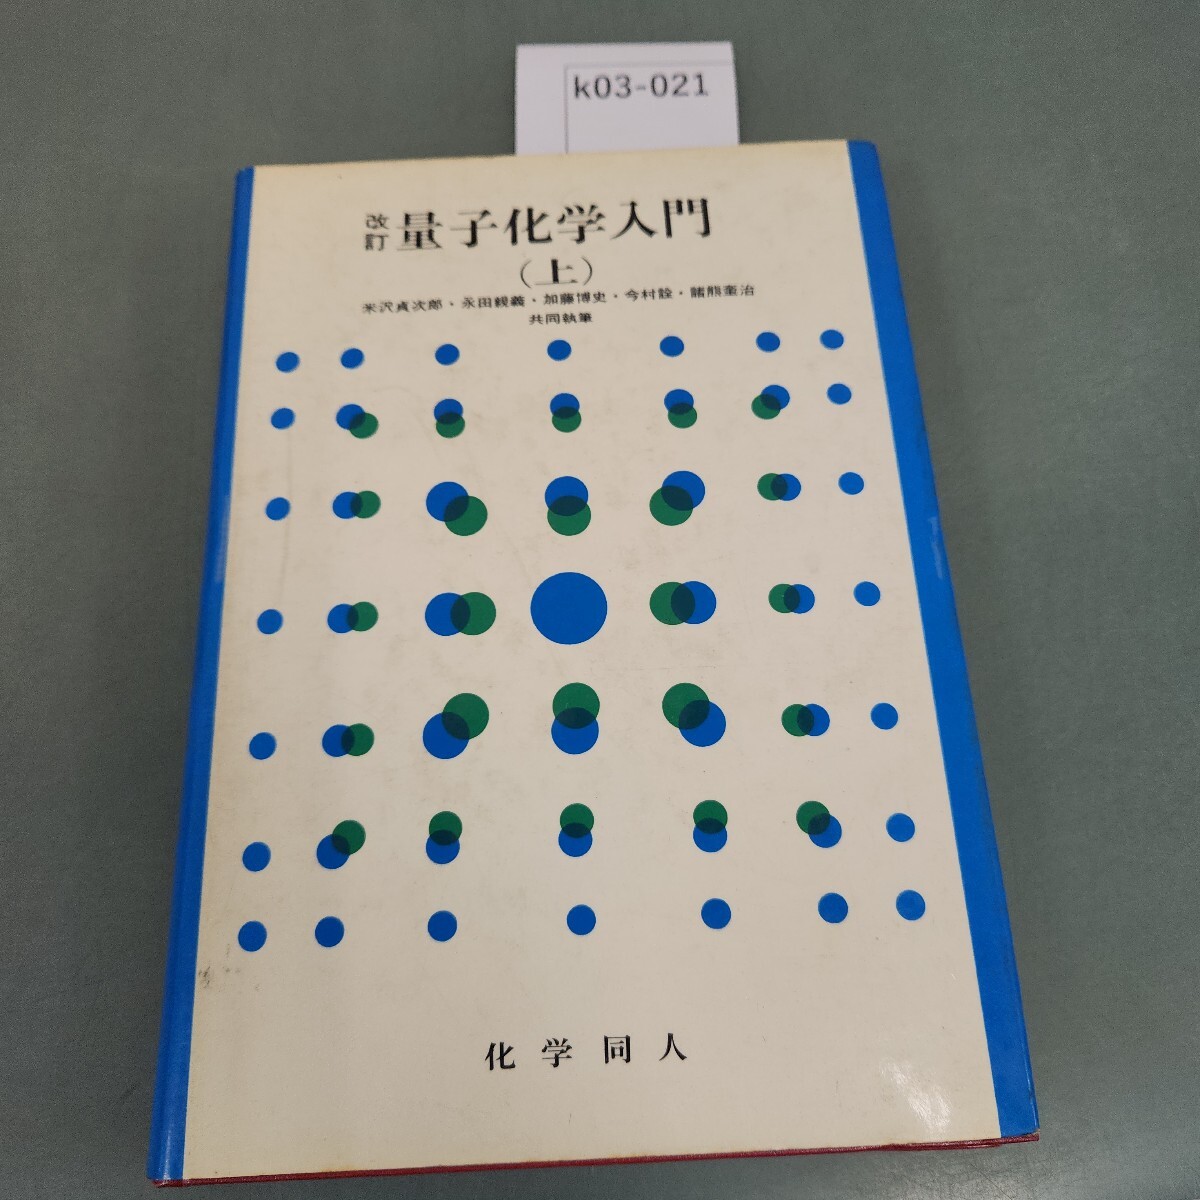 k03-021
改訂 量子化学入門
(上)
米沢貞次郎・永田親義・加藤博史・今村詮・諸熊奎治
共同執筆
化学同人